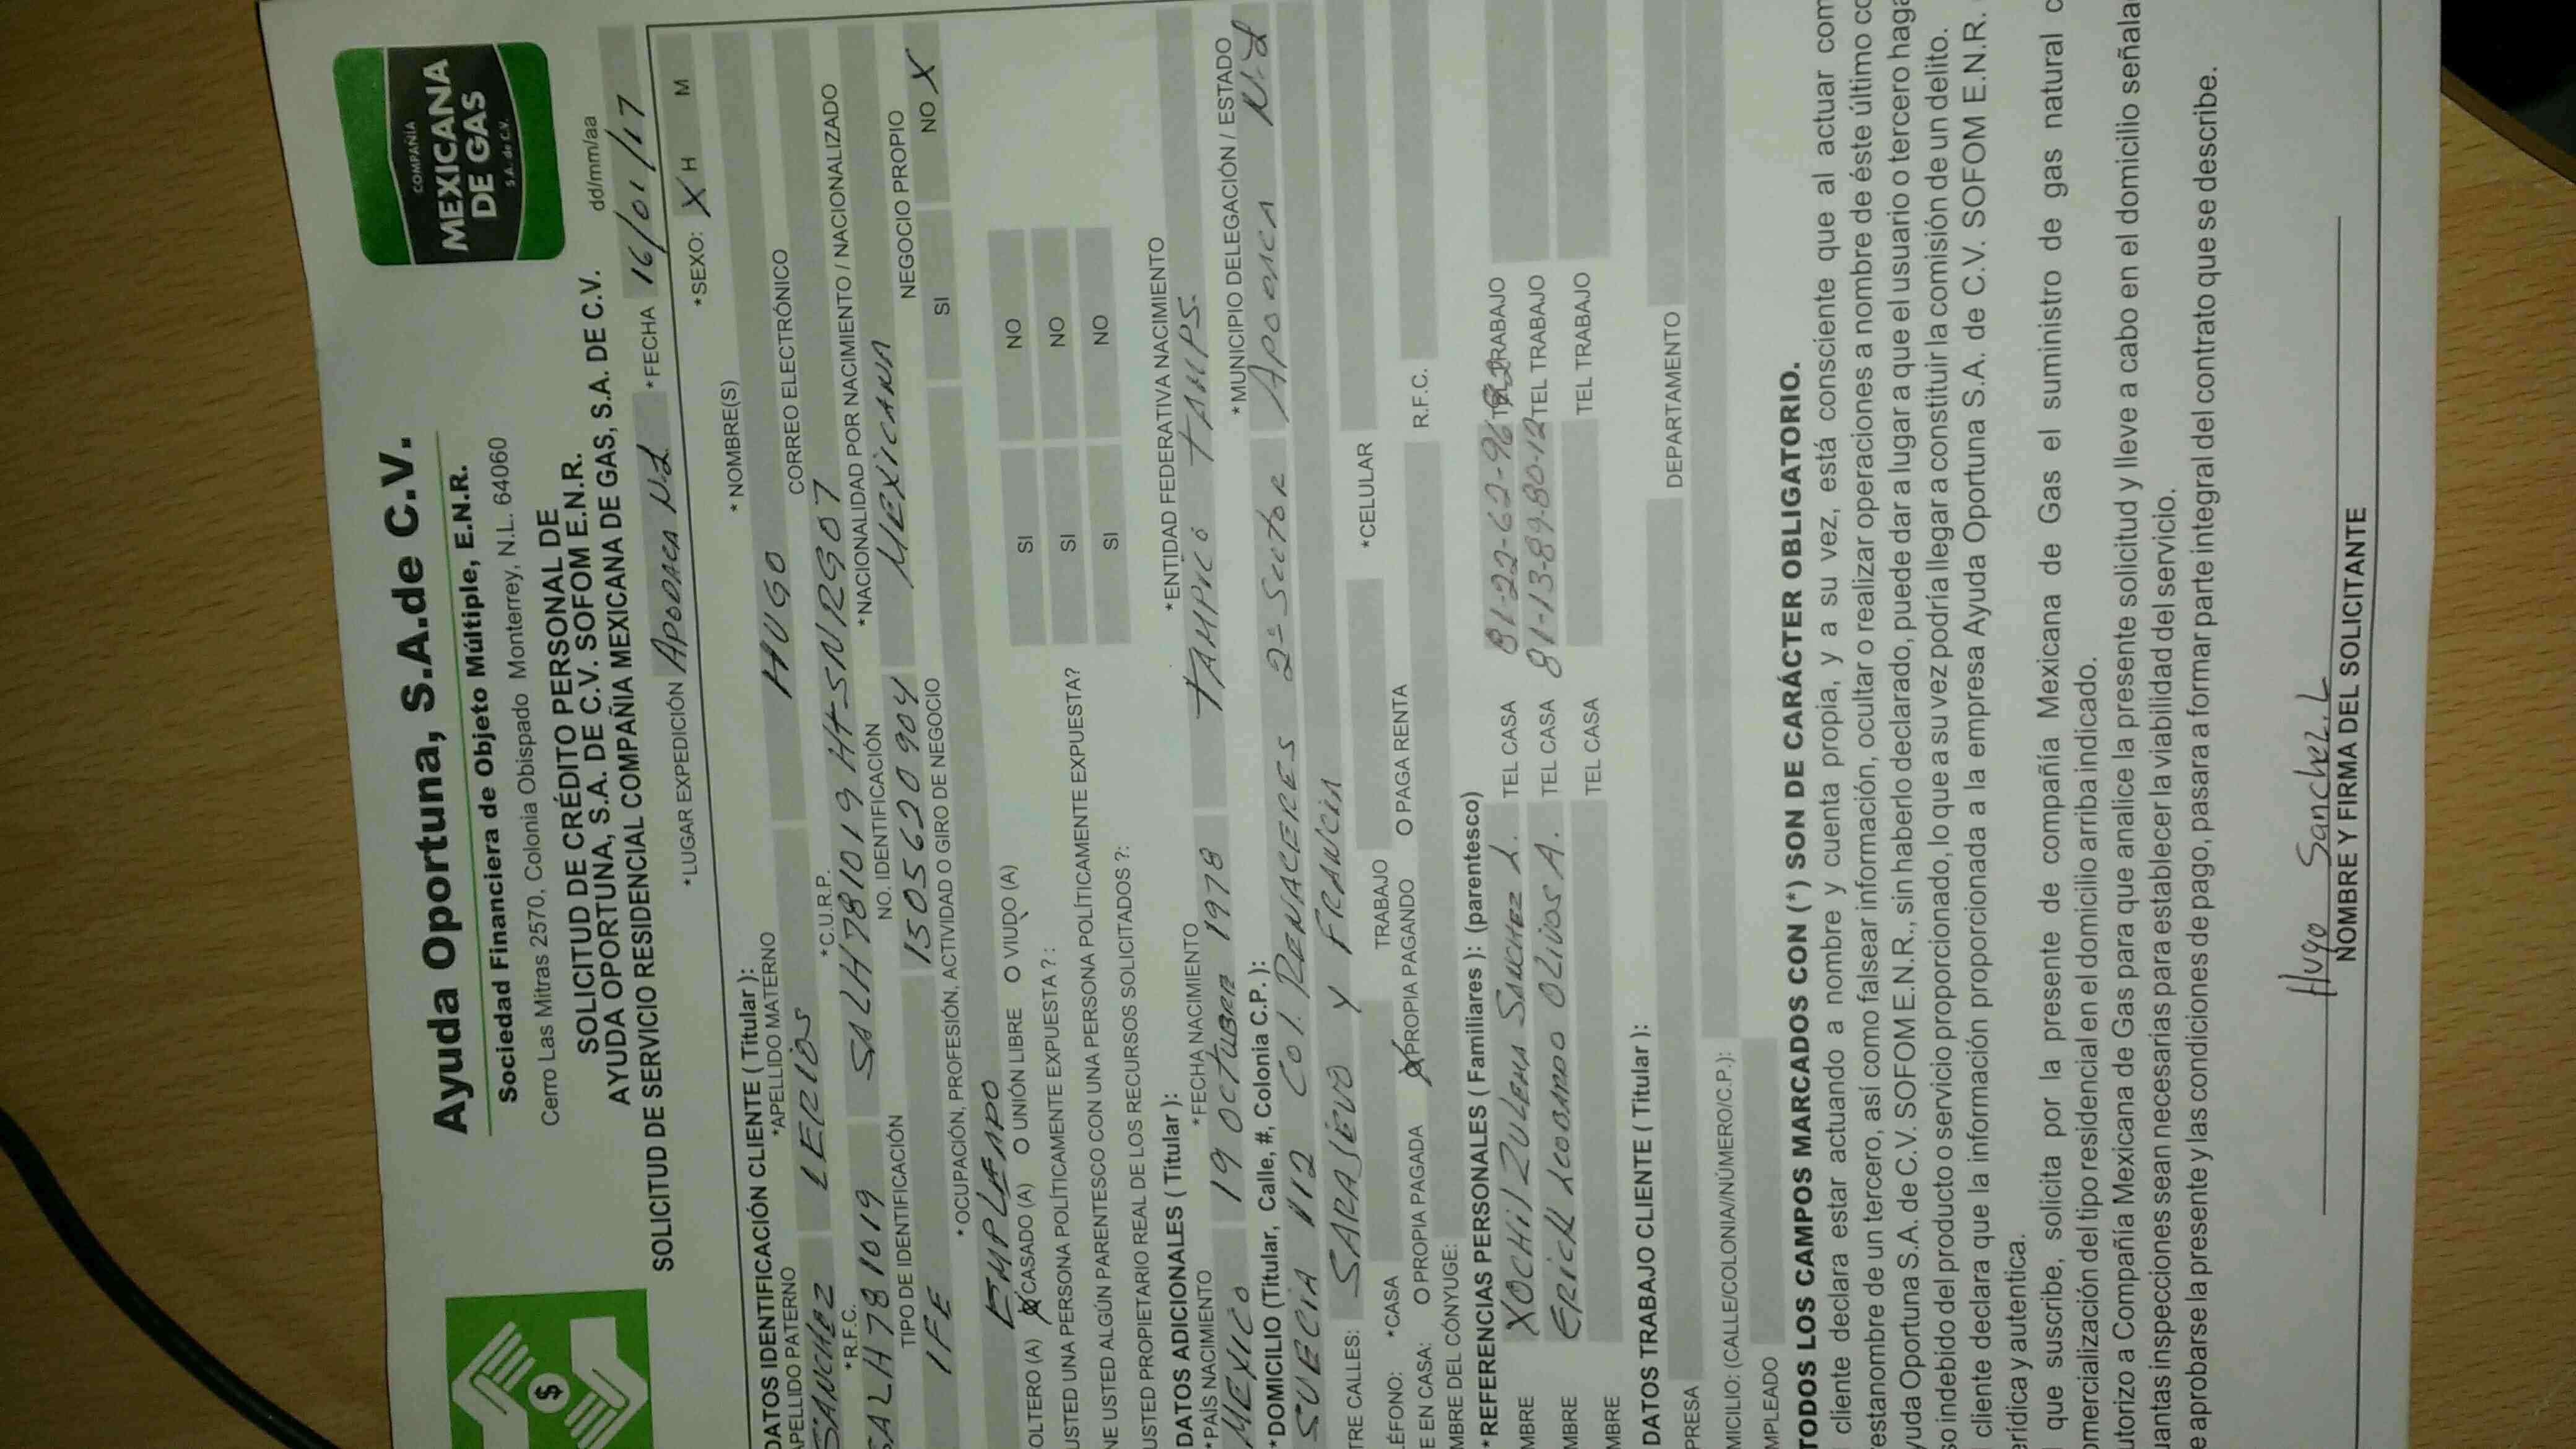 Ayuda Oportuna, S.A.de C.V.
Sociedad Financiera de Objeto Múltiple, E.N.R.
Cerro Las Mitras 2570, Colonia Obispado Monterrey, N.L. 64060
COMPAÑÍA
MEXICANA
DE GAS
S.A. de C.V.
SOLICITUD DE CRÉDITO PERSONAL DE
AYUDA OPORTUNA, S.A. DE C.V. SOFOM E.N.R.
SOLICITUD DE SERVICIO RESIDENCIAL COMPAÑIA MEXICANA DE GAS, S.A. DE C.V.
dd/mm/aa
*LUGAR EXPEDICIÓN APODACA N.L *FECHA 16/01/17
*SEXO: X H M
DATOS IDENTIFICACIÓN CLIENTE ( Titular ):
APELLIDO PATERNO *APELLIDO MATERNO * NOMBRE(S)
SANCHEZ LERIOS HUGO
*R.F.C. *C.U.R.P. CORREO ELECTRÓNICO
SALH781019 SALH781019HTSNRG07
TIPO DE IDENTIFICACIÓN NO. IDENTIFICACIÓN *NACIONALIDAD POR NACIMIENTO / NACIONALIZADO
IFE 1505620904 MEXICANA
*OCUPACIÓN, PROFESIÓN, ACTIVIDAD O GIRO DE NEGOCIO NEGOCIO PROPIO
EMPLEADO SI NO X
OLTERO (A) X CASADO (A) O UNIÓN LIBRE O VIUDO (A)
USTED UNA PERSONA POLÍTICAMENTE EXPUESTA ? : SI NO
NE USTED ALGÚN PARENTESCO CON UNA PERSONA POLÍTICAMENTE EXPUESTA? SI NO
USTED PROPIETARIO REAL DE LOS RECURSOS SOLICITADOS ?: SI NO
DATOS ADICIONALES ( Titular ):
*PAÍS NACIMIENTO *FECHA NACIMIENTO *ENTIDAD FEDERATIVA NACIMIENTO
MEXICO 19 OCTUBRE 1978 TAMPICO TAMPS.
*DOMICILIO (Titular, Calle, #, Colonia C.P.): *MUNICIPIO DELEGACIÓN / ESTADO
SUECIA 112 Col. RENACERES 2º Sector APODACA N.L
TRE CALLES: SARAJEVO Y FRANCIA
LÉFONO: *CASA TRABAJO *CELULAR
E EN CASA: O PROPIA PAGADA X PROPIA PAGANDO O PAGA RENTA
MBRE DEL CÓNYUGE: R.F.C.
*REFERENCIAS PERSONALES ( Familiares ): (parentesco)
MBRE XOCHIL ZULEMA SANCHEZ L. TEL CASA TRABAJO
MBRE ERICK Leobardo Olivos A. TEL CASA 81-13-89-80-12 TEL TRABAJO
MBRE TEL CASA TEL TRABAJO
DATOS TRABAJO CLIENTE ( Titular ):
PRESA DEPARTAMENTO
MICILIO: (CALLE/COLONIA/NÚMERO/C.P.):
MPLEADO
TODOS LOS CAMPOS MARCADOS CON (*) SON DE CARÁCTER OBLIGATORIO.
cliente declara estar actuando a nombre y cuenta propia, y a su vez, está consciente que al actuar com
restanombre de un tercero, así como falsear información, ocultar o realizar operaciones a nombre de éste último co
yuda Oportuna S.A. de C.V. SOFOM E.N.R., sin haberlo declarado, puede dar a lugar a que el usuario o tercero haga
so indebido del producto o servicio proporcionado, lo que a su vez podría llegar a constituir la comisión de un delito.
cliente declara que la información proporcionada a la empresa Ayuda Oportuna S.A. de C.V. SOFOM E.N.R.
erídica y autentica.
que suscribe, solicita por la presente de compañía Mexicana de Gas el suministro de gas natural c
omercialización del tipo residencial en el domicilio arriba indicado.
utorizo a Compañía Mexicana de Gas para que analice la presente solicitud y lleve a cabo en el domicilio señala
uantas inspecciones sean necesarias para establecer la viabilidad del servicio.
e aprobarse la presente y las condiciones de pago, pasara a formar parte integral del contrato que se describe.
Hugo Sanchez. L
NOMBRE Y FIRMA DEL SOLICITANTE